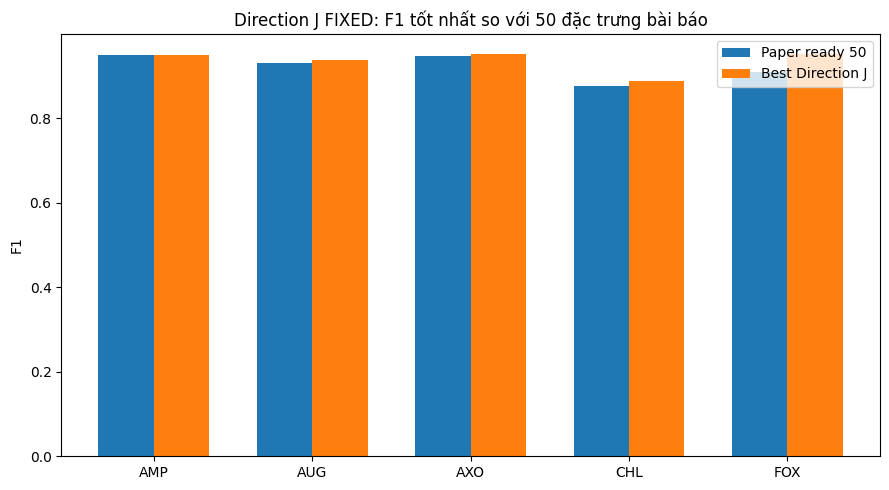 Direction J FIXED: F1 tốt nhất so với 50 đặc trưng bài báo
Paper ready 50
Best Direction J
F1
0.8
0.6
0.4
0.2
0.0
AMP AUG AXO CHL FOX